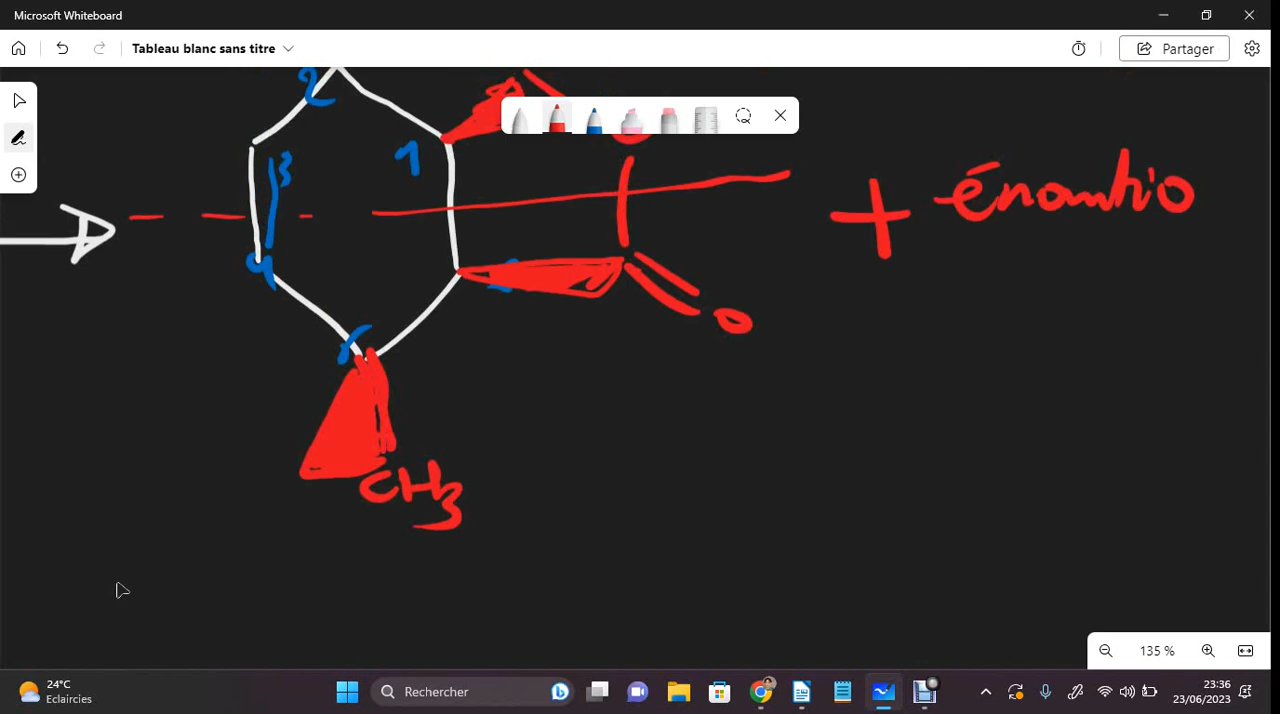 Microsoft Whiteboard
Tableau blanc sans titre
Partager
2
3
1
4
+ énantio
O
CH3
135 %
24°C
Eclaircies
Rechercher
23:36
23/06/2023